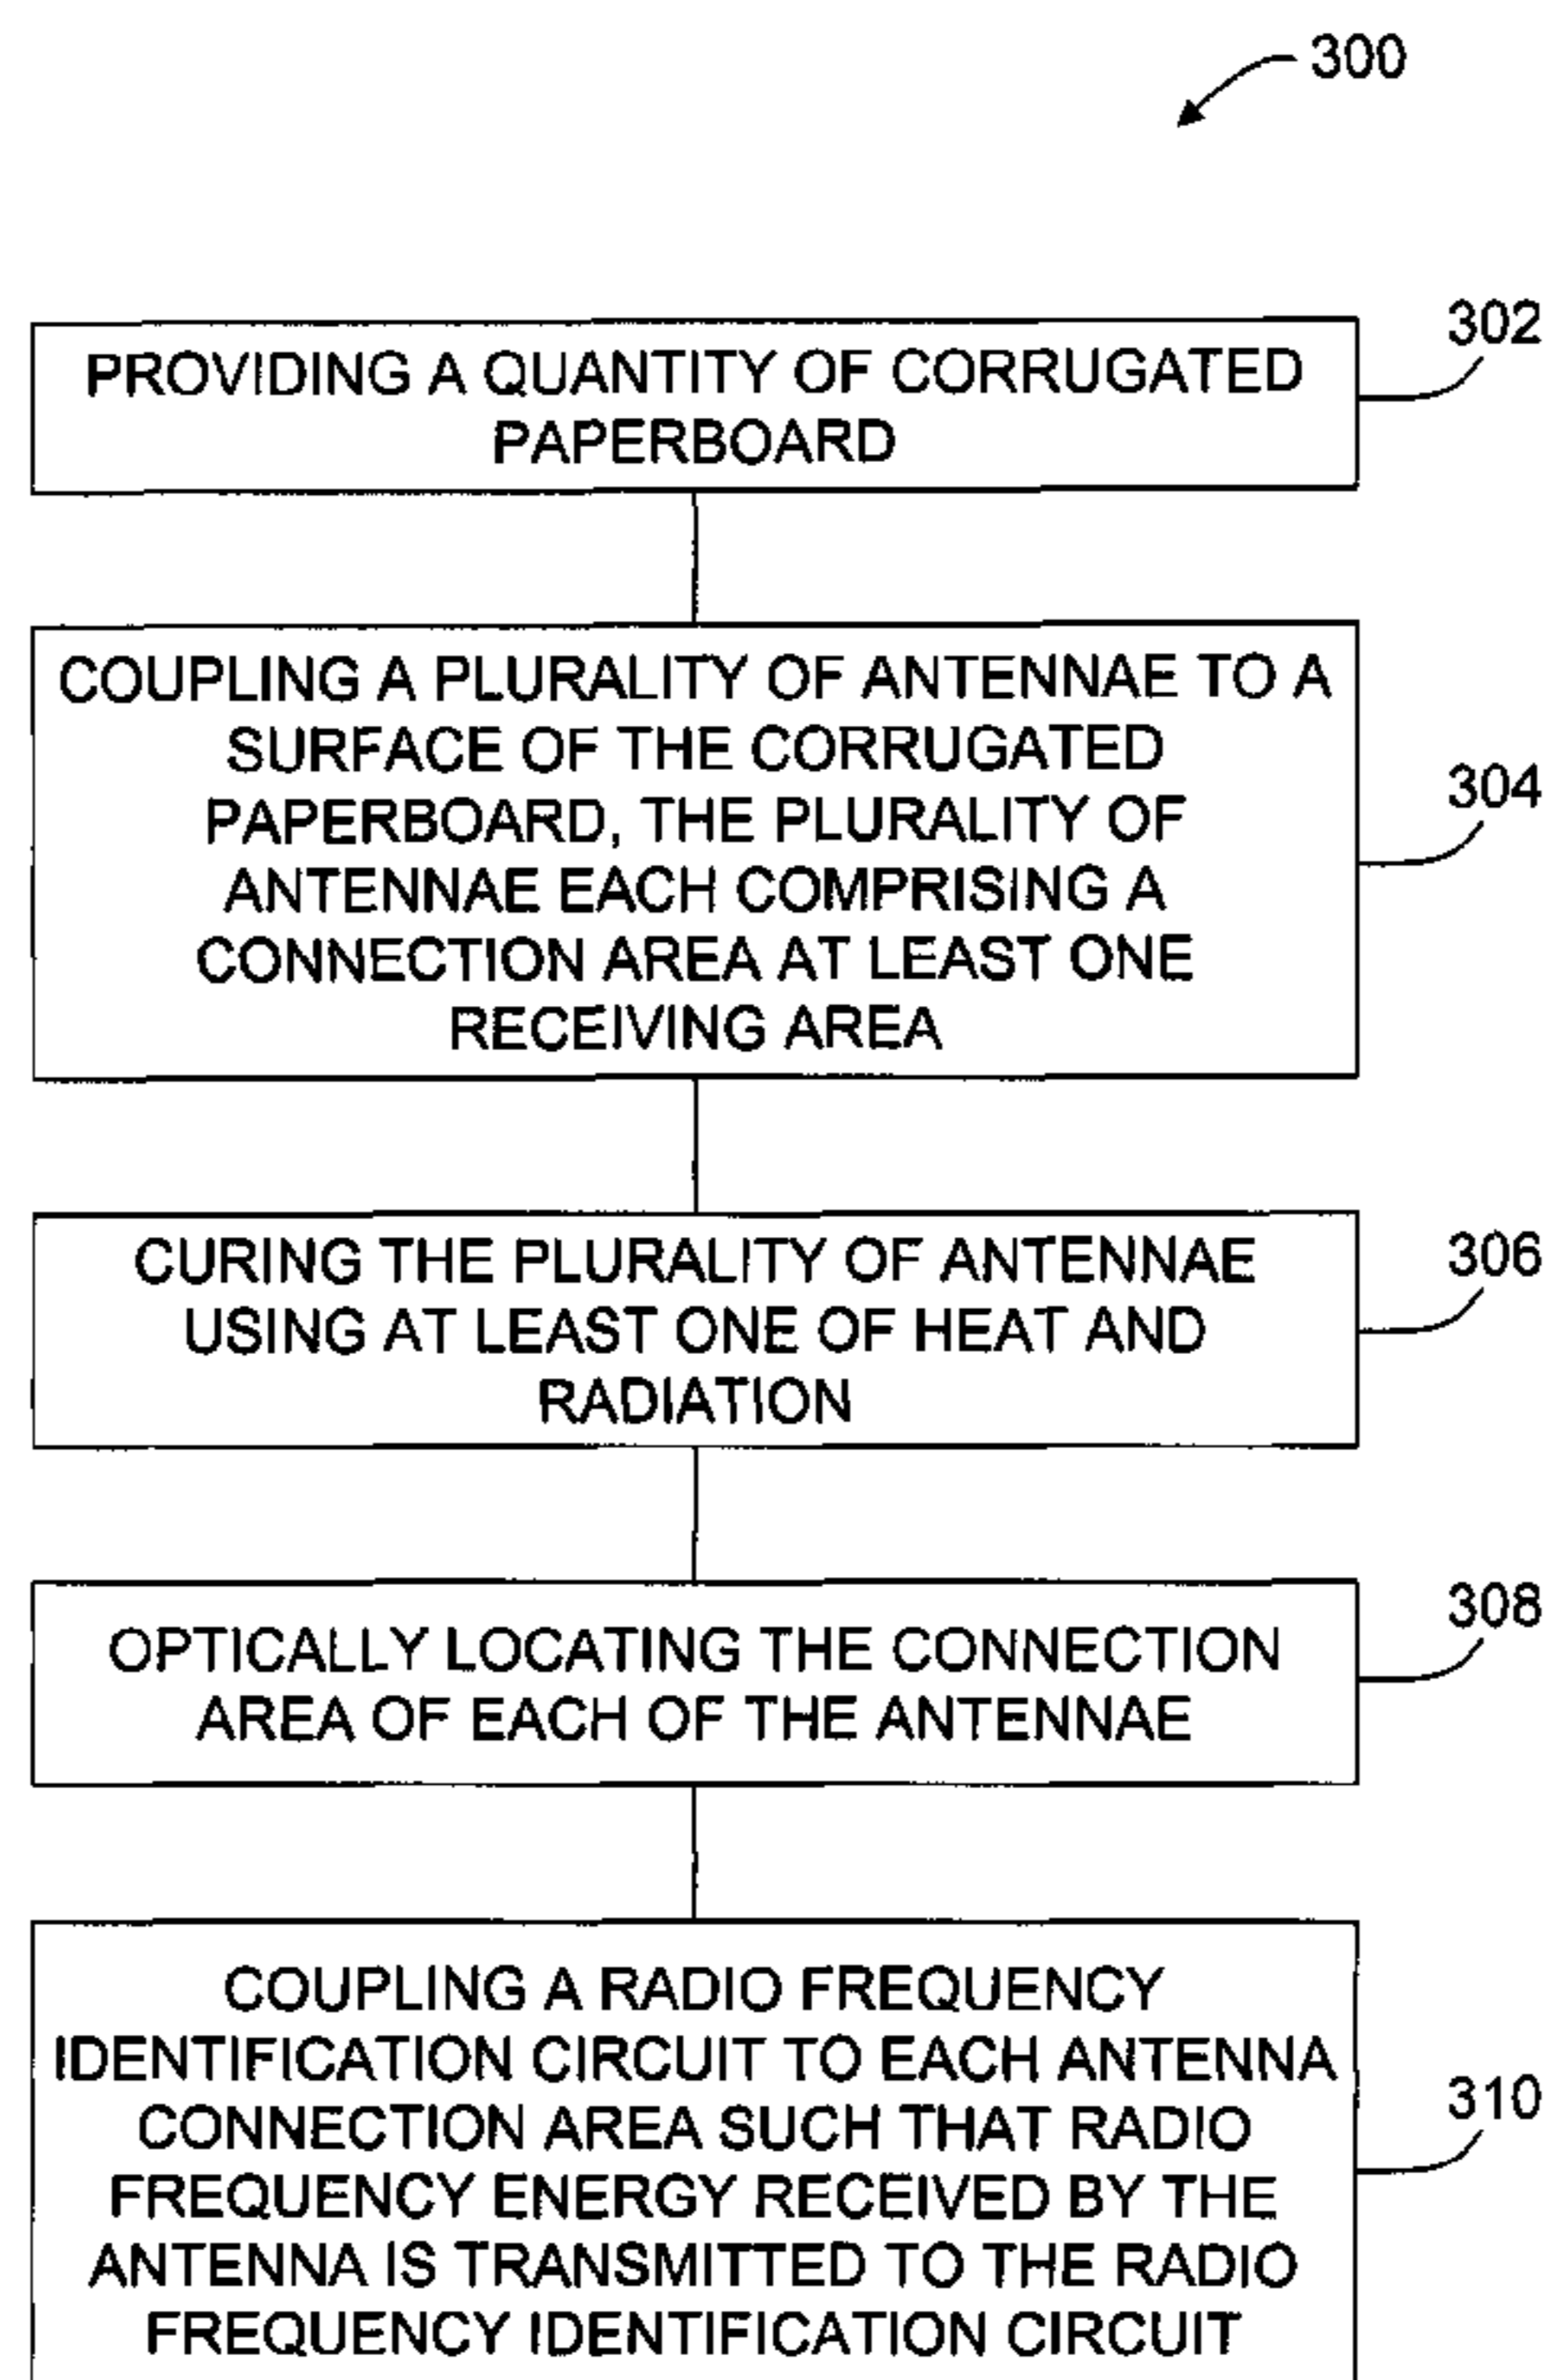 300
PROVIDING A QUANTITY OF CORRUGATED
PAPERBOARD
302
COUPLING A PLURALITY OF ANTENNAE TO A
SURFACE OF THE CORRUGATED
PAPERBOARD, THE PLURALITY OF
ANTENNAE EACH COMPRISING A
CONNECTION AREA AT LEAST ONE
RECEIVING AREA
304
CURING THE PLURALITY OF ANTENNAE
USING AT LEAST ONE OF HEAT AND
RADIATION
306
OPTICALLY LOCATING THE CONNECTION
AREA OF EACH OF THE ANTENNAE
308
COUPLING A RADIO FREQUENCY
IDENTIFICATION CIRCUIT TO EACH ANTENNA
CONNECTION AREA SUCH THAT RADIO
FREQUENCY ENERGY RECEIVED BY THE
ANTENNA IS TRANSMITTED TO THE RADIO
FREQUENCY IDENTIFICATION CIRCUIT
310